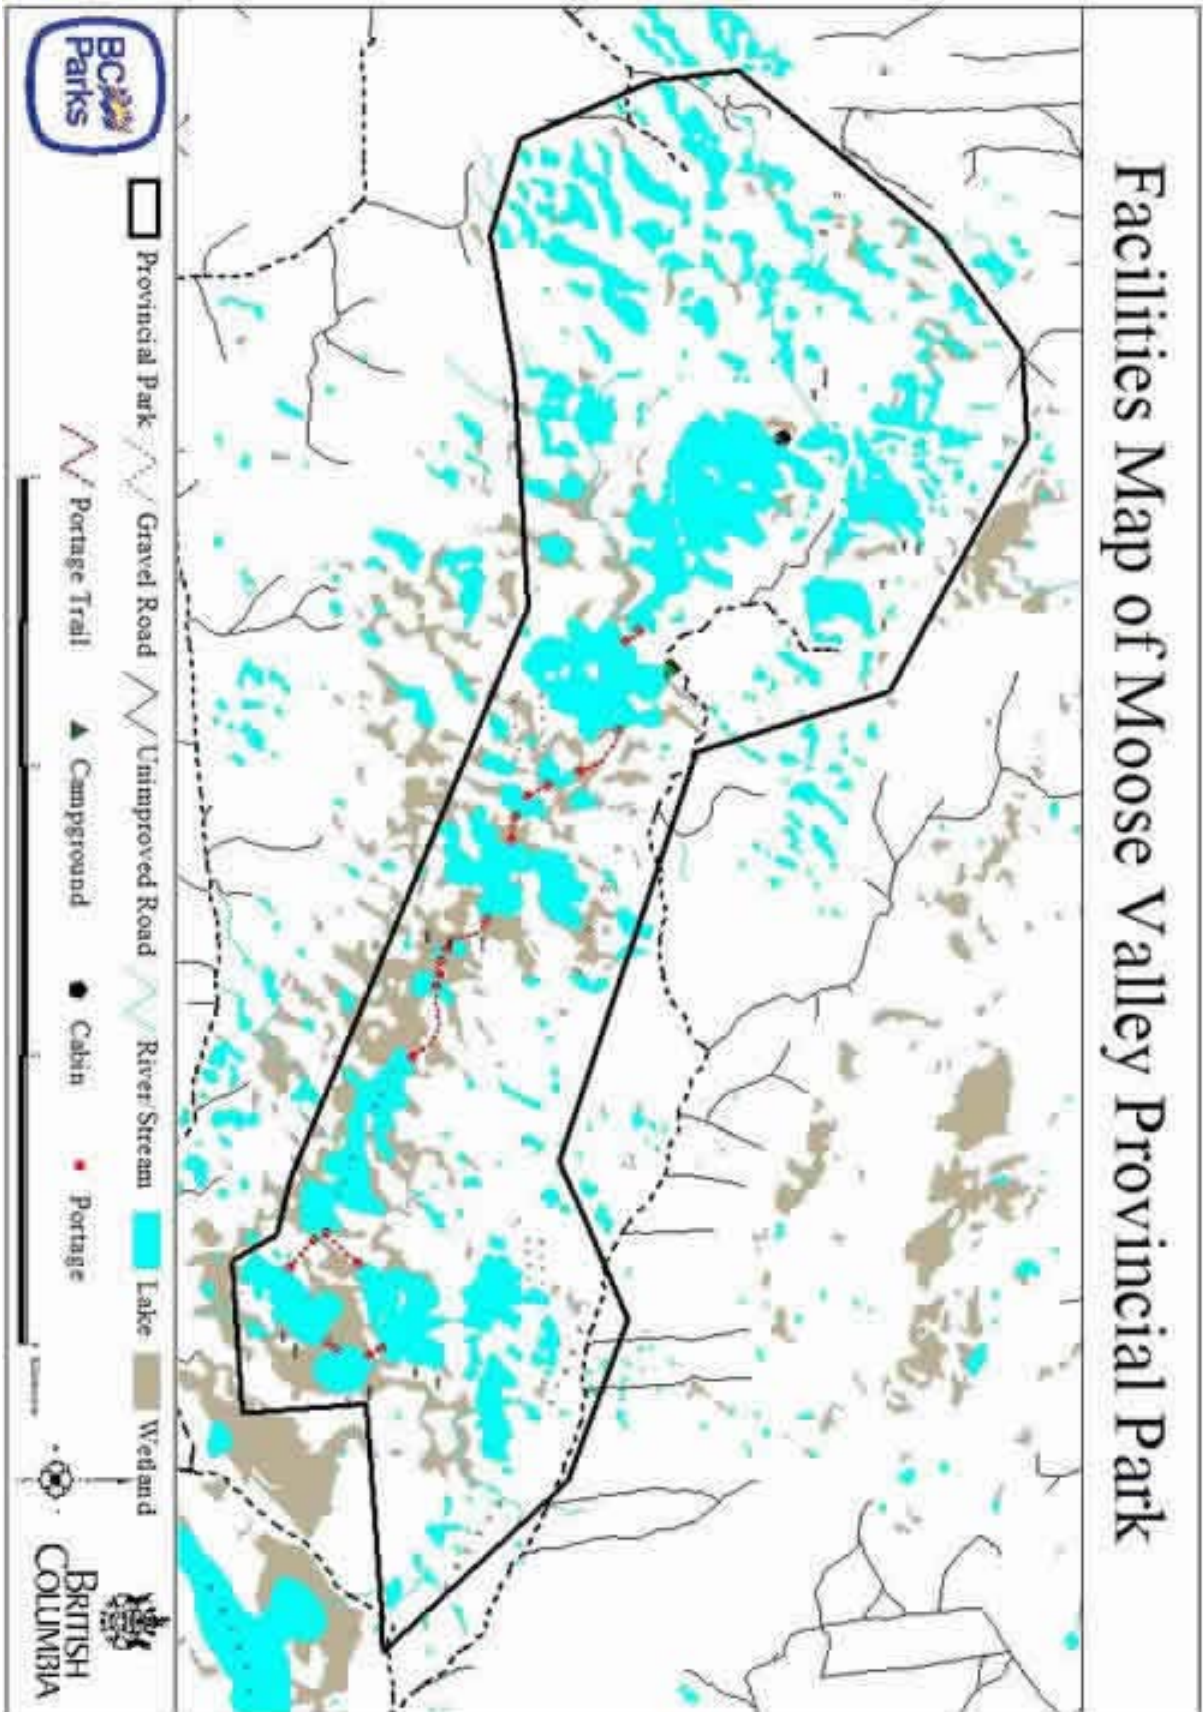 Facilities Map of Moose Valley Provincial Park
BC
Parks
Provincial Park
Gravel Road
Unimproved Road
River/Stream
Lake
Wetland
Portage Trail
Campground
Cabin
Portage
BRITISH
COLUMBIA